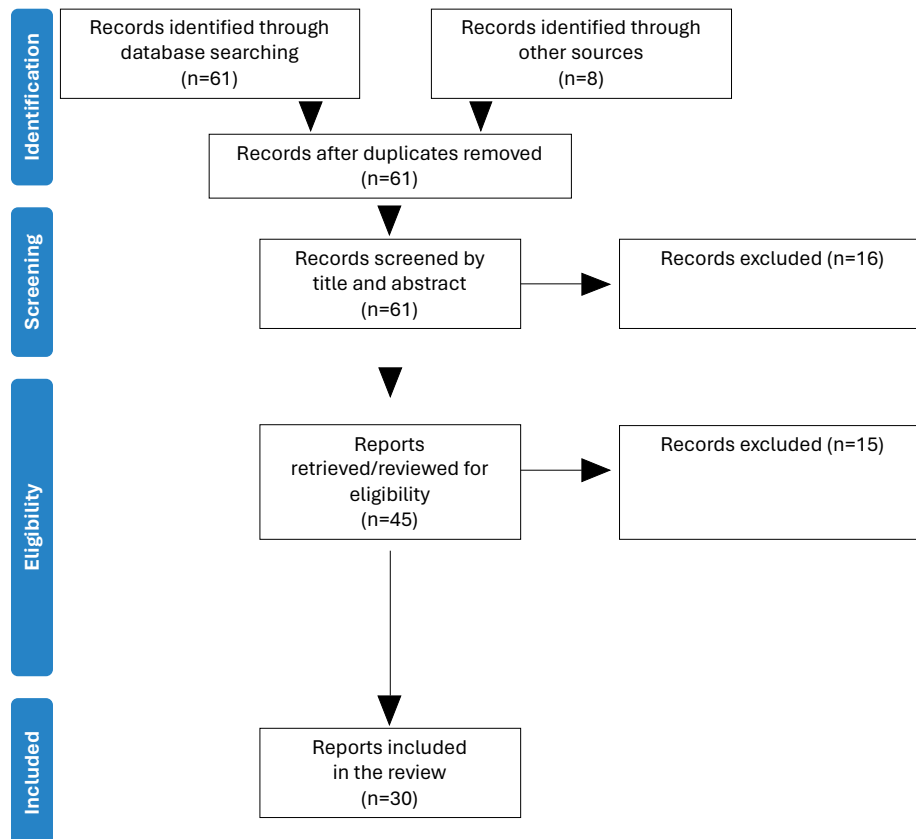 Identification
Records identified through
database searching
(n=61)
Records identified through
other sources
(n=8)
Records after duplicates removed
(n=61)
Screening
Records screened by
title and abstract
(n=61)
Records excluded (n=16)
Eligibility
Reports
retrieved/reviewed for
eligibility
(n=45)
Records excluded (n=15)
Included
Reports included
in the review
(n=30)